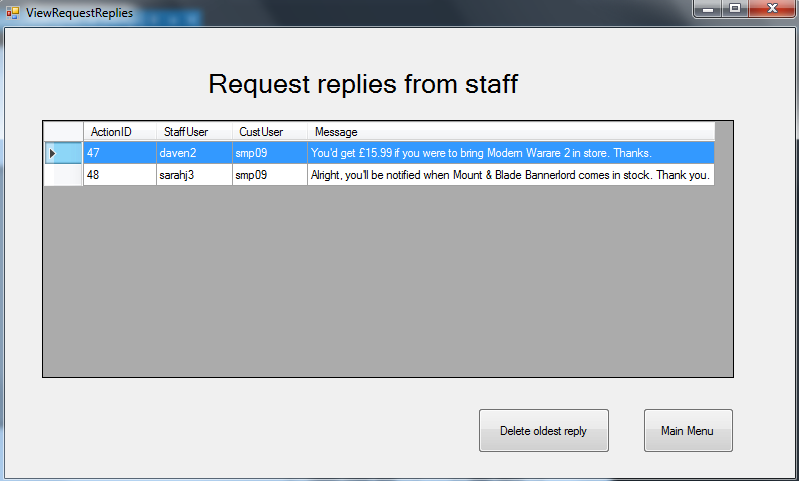 ViewRequestReplies
Request replies from staff
ActionID StaffUser CustUser Message
47 daven2 smp09 You'd get £15.99 if you were to bring Modern Warare 2 in store. Thanks.
48 sarahj3 smp09 Alright, you'll be notified when Mount & Blade Bannerlord comes in stock. Thank you.
Delete oldest reply Main Menu